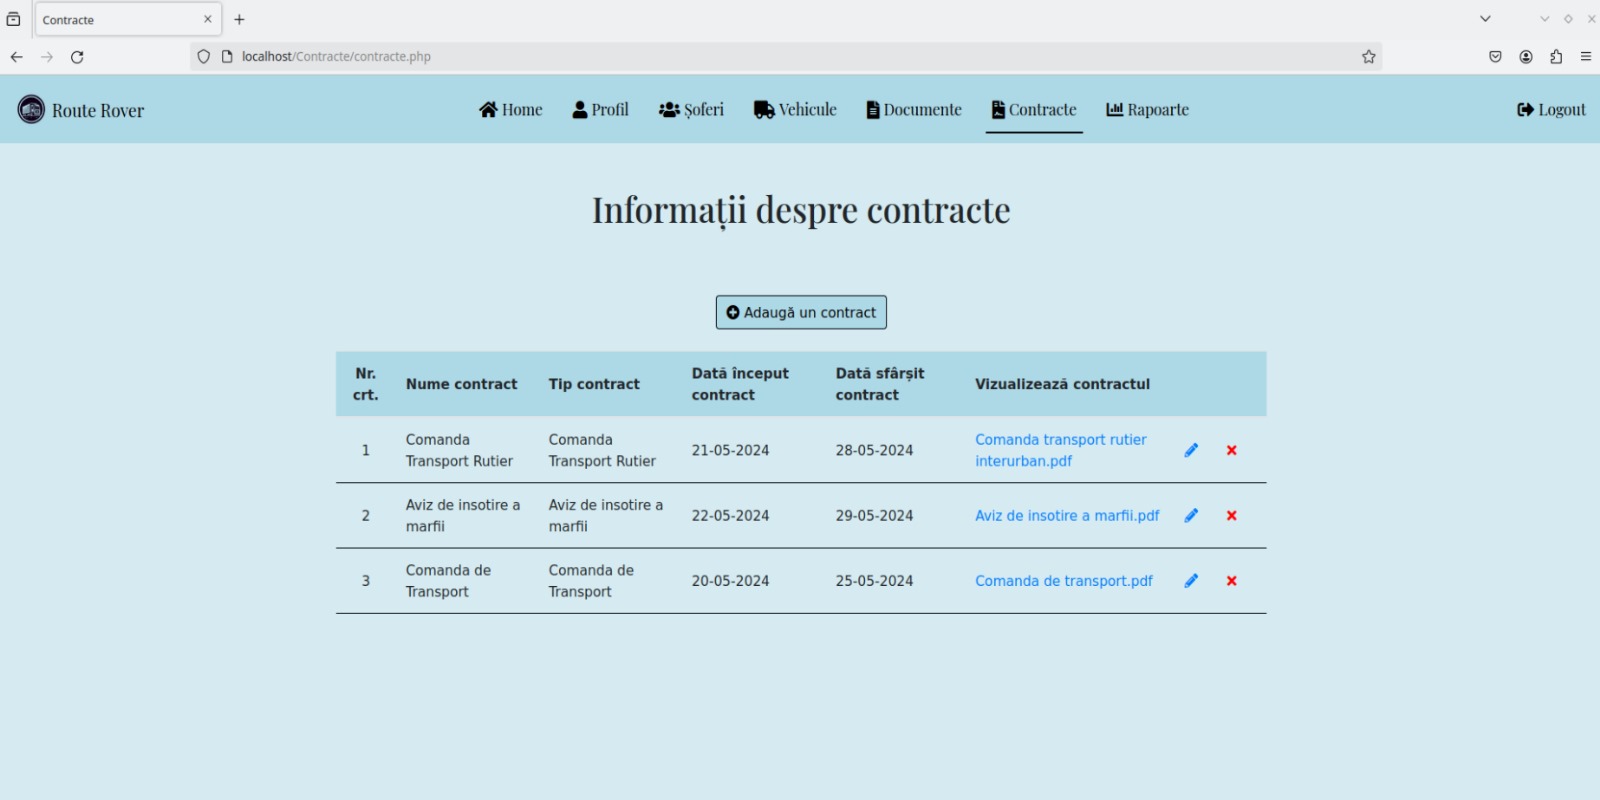 Contracte
localhost/Contracte/contracte.php
Route Rover
Home
Profil
Șoferi
Vehicule
Documente
Contracte
Rapoarte
Logout
Informații despre contracte
Adaugă un contract
Nr. crt.
Nume contract
Tip contract
Dată început contract
Dată sfârșit contract
Vizualizează contractul
1
Comanda Transport Rutier
Comanda Transport Rutier
21-05-2024
28-05-2024
Comanda transport rutier interurban.pdf
2
Aviz de insotire a marfii
Aviz de insotire a marfii
22-05-2024
29-05-2024
Aviz de insotire a marfii.pdf
3
Comanda de Transport
Comanda de Transport
20-05-2024
25-05-2024
Comanda de transport.pdf